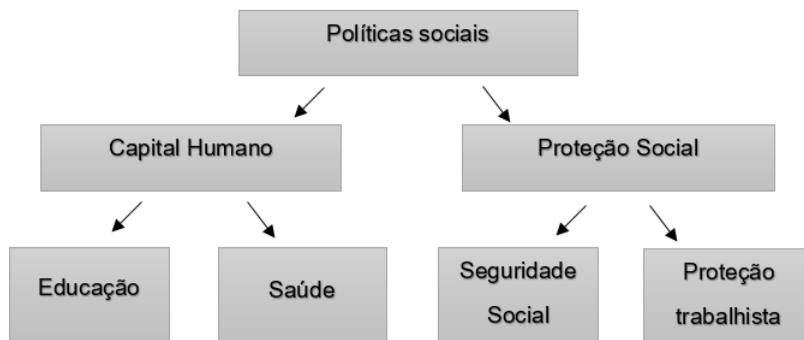 Políticas sociais
Capital Humano
Proteção Social
Educação
Saúde
Seguridade
Social
Proteção
trabalhista